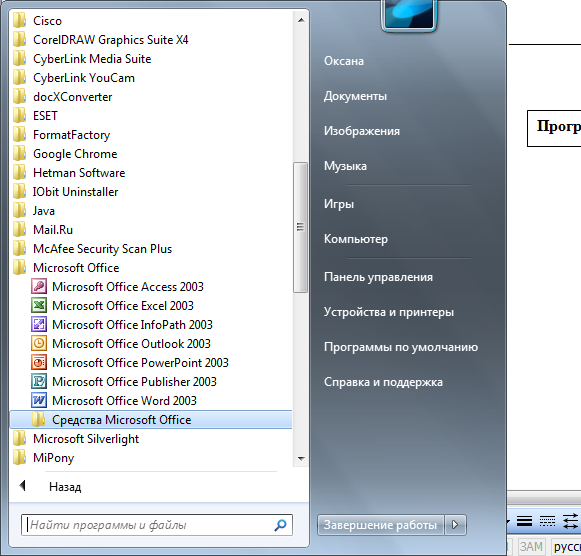 Cisco
CorelDRAW Graphics Suite X4
CyberLink Media Suite
CyberLink YouCam
docXConverter
ESET
FormatFactory
Google Chrome
Hetman Software
IObit Uninstaller
Java
Mail.Ru
McAfee Security Scan Plus
Microsoft Office
Microsoft Office Access 2003
Microsoft Office Excel 2003
Microsoft Office InfoPath 2003
Microsoft Office Outlook 2003
Microsoft Office PowerPoint 2003
Microsoft Office Publisher 2003
Microsoft Office Word 2003
Средства Microsoft Office
Microsoft Silverlight
MiPony
Назад
Найти программы и файлы
Оксана
Документы
Изображения
Музыка
Игры
Компьютер
Панель управления
Устройства и принтеры
Программы по умолчанию
Справка и поддержка
Завершение работы
Прогр
ЗАМ
русск